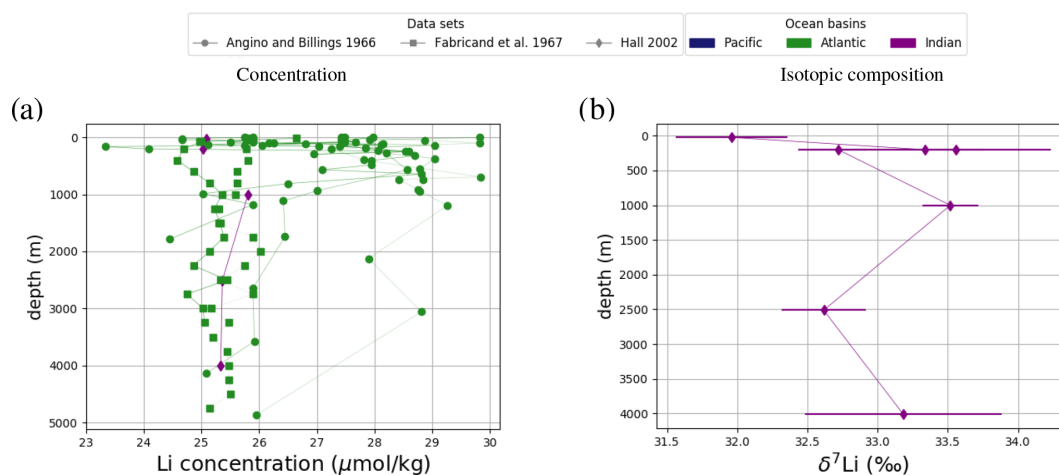 Data sets
Angino and Billings 1966 Fabricand et al. 1967 Hall 2002
Ocean basins
Pacific Atlantic Indian
Concentration
Isotopic composition
(a)
0
1000
2000
3000
4000
5000
depth (m)
23 24 25 26 27 28 29 30
Li concentration (μmol/kg)
(b)
0
500
1000
1500
2000
2500
3000
3500
4000
depth (m)
31.5 32.0 32.5 33.0 33.5 34.0
δ⁷Li (‰)